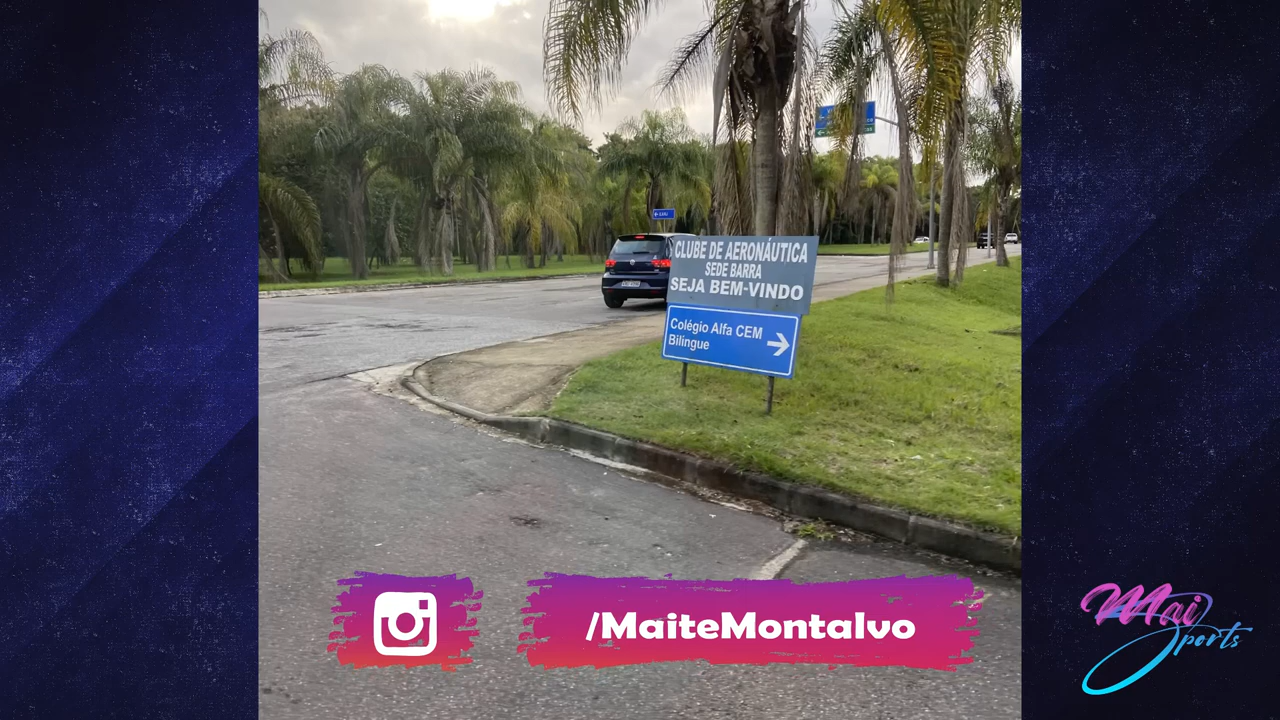 CLUBE DE AERONÁUTICA
SEDE BARRA
SEJA BEM-VINDO
Colégio Alfa CEM
Bilingue
/MaiteMontalvo
Mai
Sports